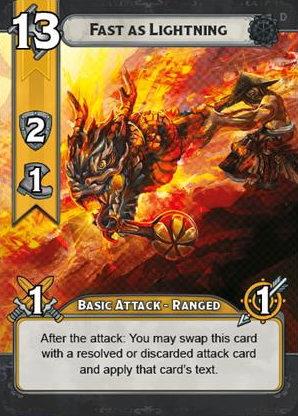 13
FAST AS LIGHTNING
D
2
1
1
BASIC ATTACK - RANGED
1
After the attack: You may swap this card
with a resolved or discarded attack card
and apply that card's text.